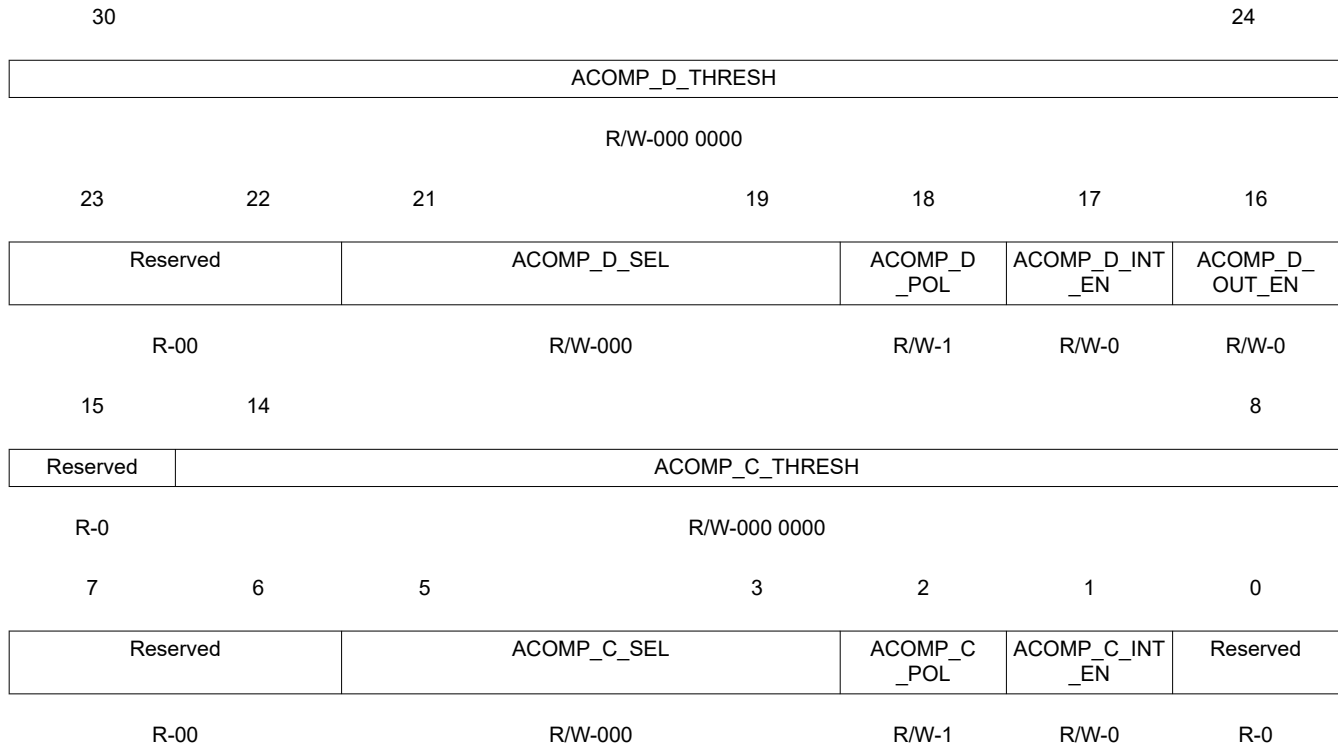 30 24
ACOMP_D_THRESH
R/W-000 0000
23 22 21 19 18 17 16
Reserved ACOMP_D_SEL ACOMP_D ACOMP_D_INT ACOMP_D_
_POL _EN OUT_EN
R-00 R/W-000 R/W-1 R/W-0 R/W-0
15 14 8
Reserved ACOMP_C_THRESH
R-0 R/W-000 0000
7 6 5 3 2 1 0
Reserved ACOMP_C_SEL ACOMP_C ACOMP_C_INT Reserved
_POL _EN
R-00 R/W-000 R/W-1 R/W-0 R-0